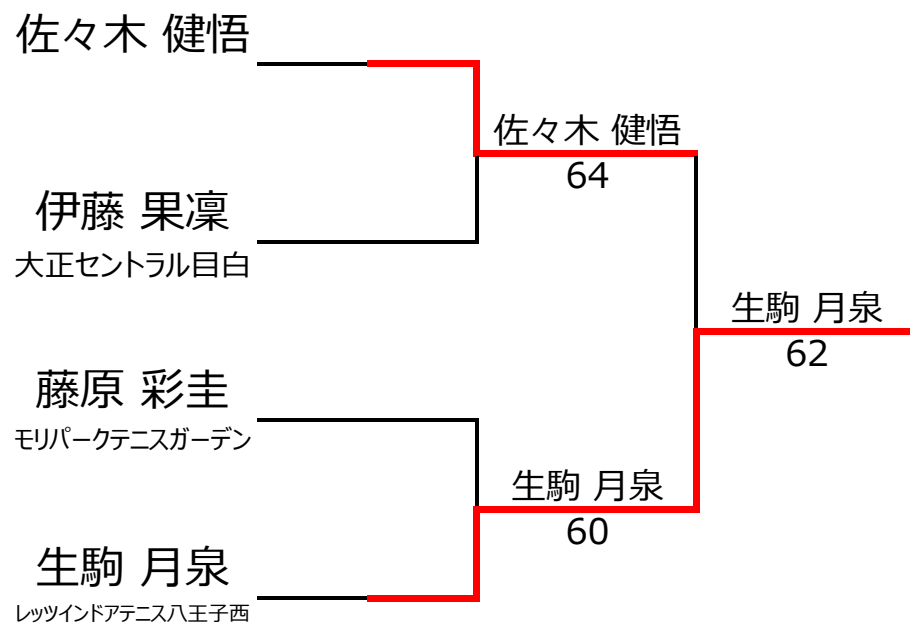 佐々木 健悟
伊藤 果凜
大正セントラル目白
藤原 彩圭
モリパークテニスガーデン
生駒 月泉
レッツインドアテニス八王子西
佐々木 健悟
64
生駒 月泉
60
生駒 月泉
62